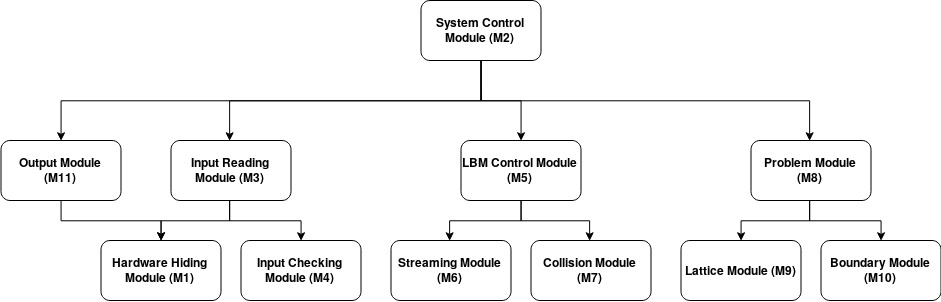 System Control
Module (M2)
Output Module
(M11)
Input Reading
Module (M3)
LBM Control Module
(M5)
Problem Module
(M8)
Hardware Hiding
Module (M1)
Input Checking
Module (M4)
Streaming Module
(M6)
Collision Module
(M7)
Lattice Module (M9)
Boundary Module
(M10)